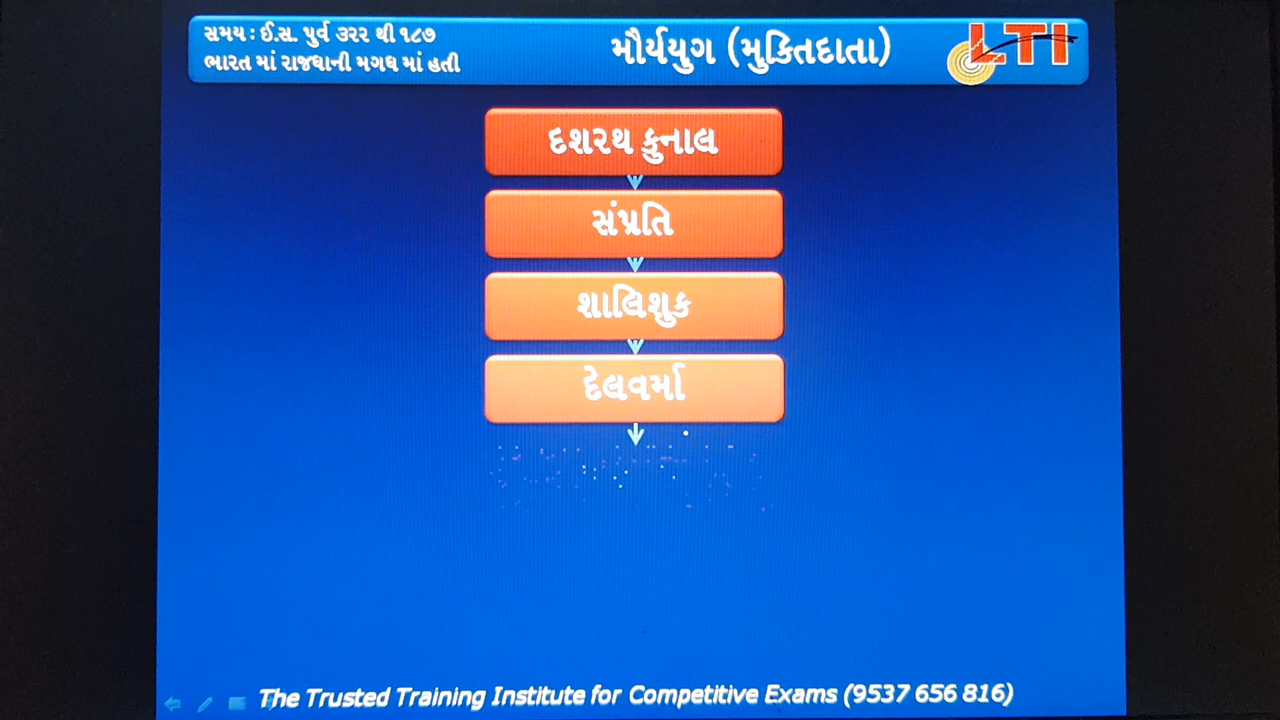 સમય : ઈ.સ. પુર્વ ૩૨૨ થી ૧૮૭
ભારત માં રાજધાની મગધ માં હતી
મૌર્યયુગ (મુક્તિદાતા)
LTI
દશરથ કુનાલ
સંપ્રતિ
શાલિશુક
દેલવર્મા
The Trusted Training Institute for Competitive Exams (9537 656 816)